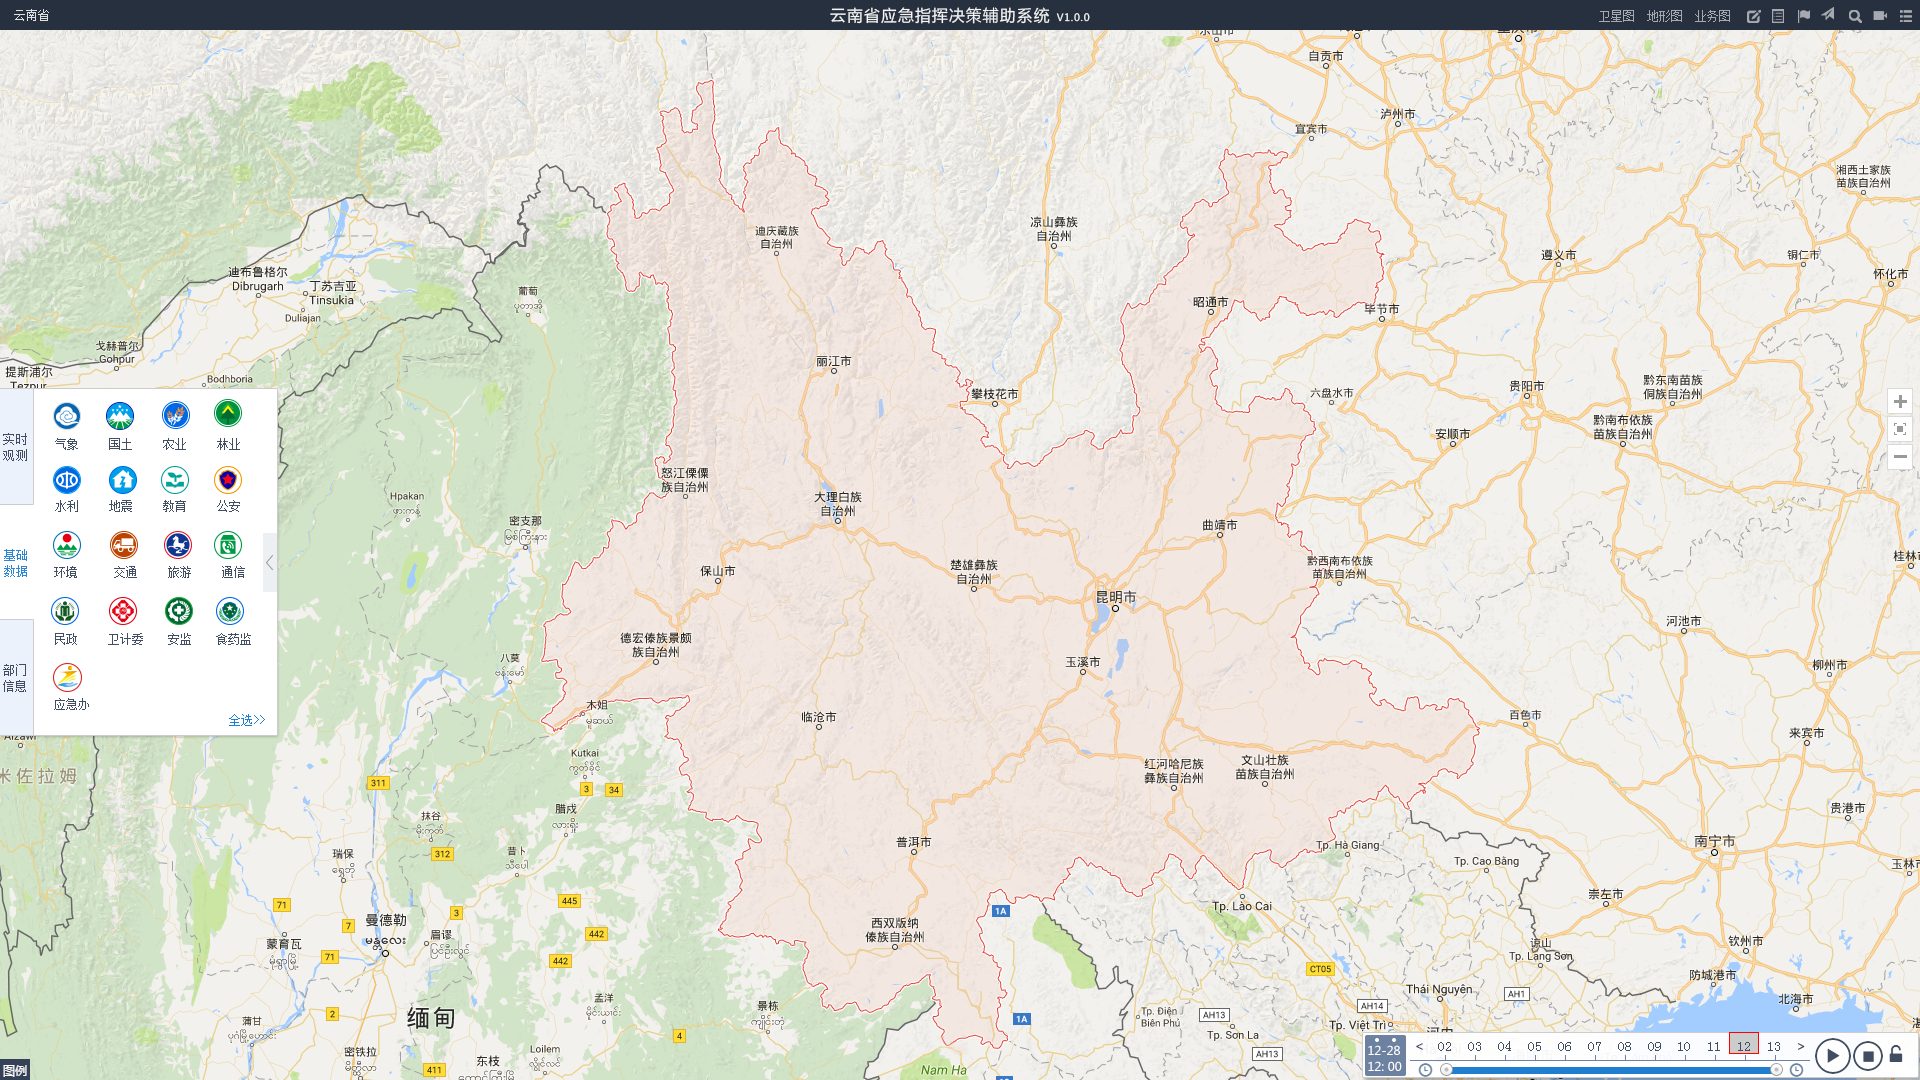 云南省
云南省应急指挥决策辅助系统 V1.0.0
卫星图 地形图 业务图
自贡市
泸州市
宜宾市
湘西土家族
苗族自治州
凉山彝族
自治州
迪庆藏族
自治州
遵义市
铜仁市
怀化市
迪布鲁格尔
Dibrugarh
丁苏吉亚
Tinsukia
Duliajan
葡萄
昭通市
毕节市
戈赫普尔
Gohpur
提斯浦尔
Tezpur
Bodhboria
丽江市
攀枝花市
六盘水市
贵阳市
黔东南苗族
侗族自治州
黔南布依族
苗族自治州
安顺市
实时
观测
基础
数据
部门
信息
气象 国土 农业 林业
水利 地震 教育 公安
环境 交通 旅游 通信
民政 卫计委 安监 食药监
应急办
全选>>
怒江傈僳
族自治州
大理白族
自治州
Hpakan
密支那
曲靖市
楚雄彝族
自治州
黔西南布依族
苗族自治州
桂林市
保山市
昆明市
河池市
德宏傣族景颇
族自治州
八莫
玉溪市
柳州市
木姐
临沧市
百色市
来宾市
Aizawl
米佐拉姆
Kutkai
红河哈尼族
彝族自治州
文山壮族
苗族自治州
311
3
34
腊戌
抹谷
贵港市
普洱市
南宁市
Tp. Hà Giang
Tp. Cao Bằng
瑞保
312
昔卜
玉林
崇左市
445
71
3
7
1A
Tp. Lào Cai
曼德勒
西双版纳
傣族自治州
眉谬
442
蒙育瓦
71
442
钦州市
谅山
Tp. Lạng Sơn
CT05
防城港市
Thái Nguyên
AH1
北海市
孟洋
景栋
AH14
2
缅甸
蒲甘
1A
Tp. Điện
Biên Phủ
AH13
Tp. Việt Trì
Tp. Sơn La
4
密铁拉
东枝
Loilem
AH13
411
Nam Ha
图例
12-28
12:00
< 02 03 04 05 06 07 08 09 10 11 12 13 >